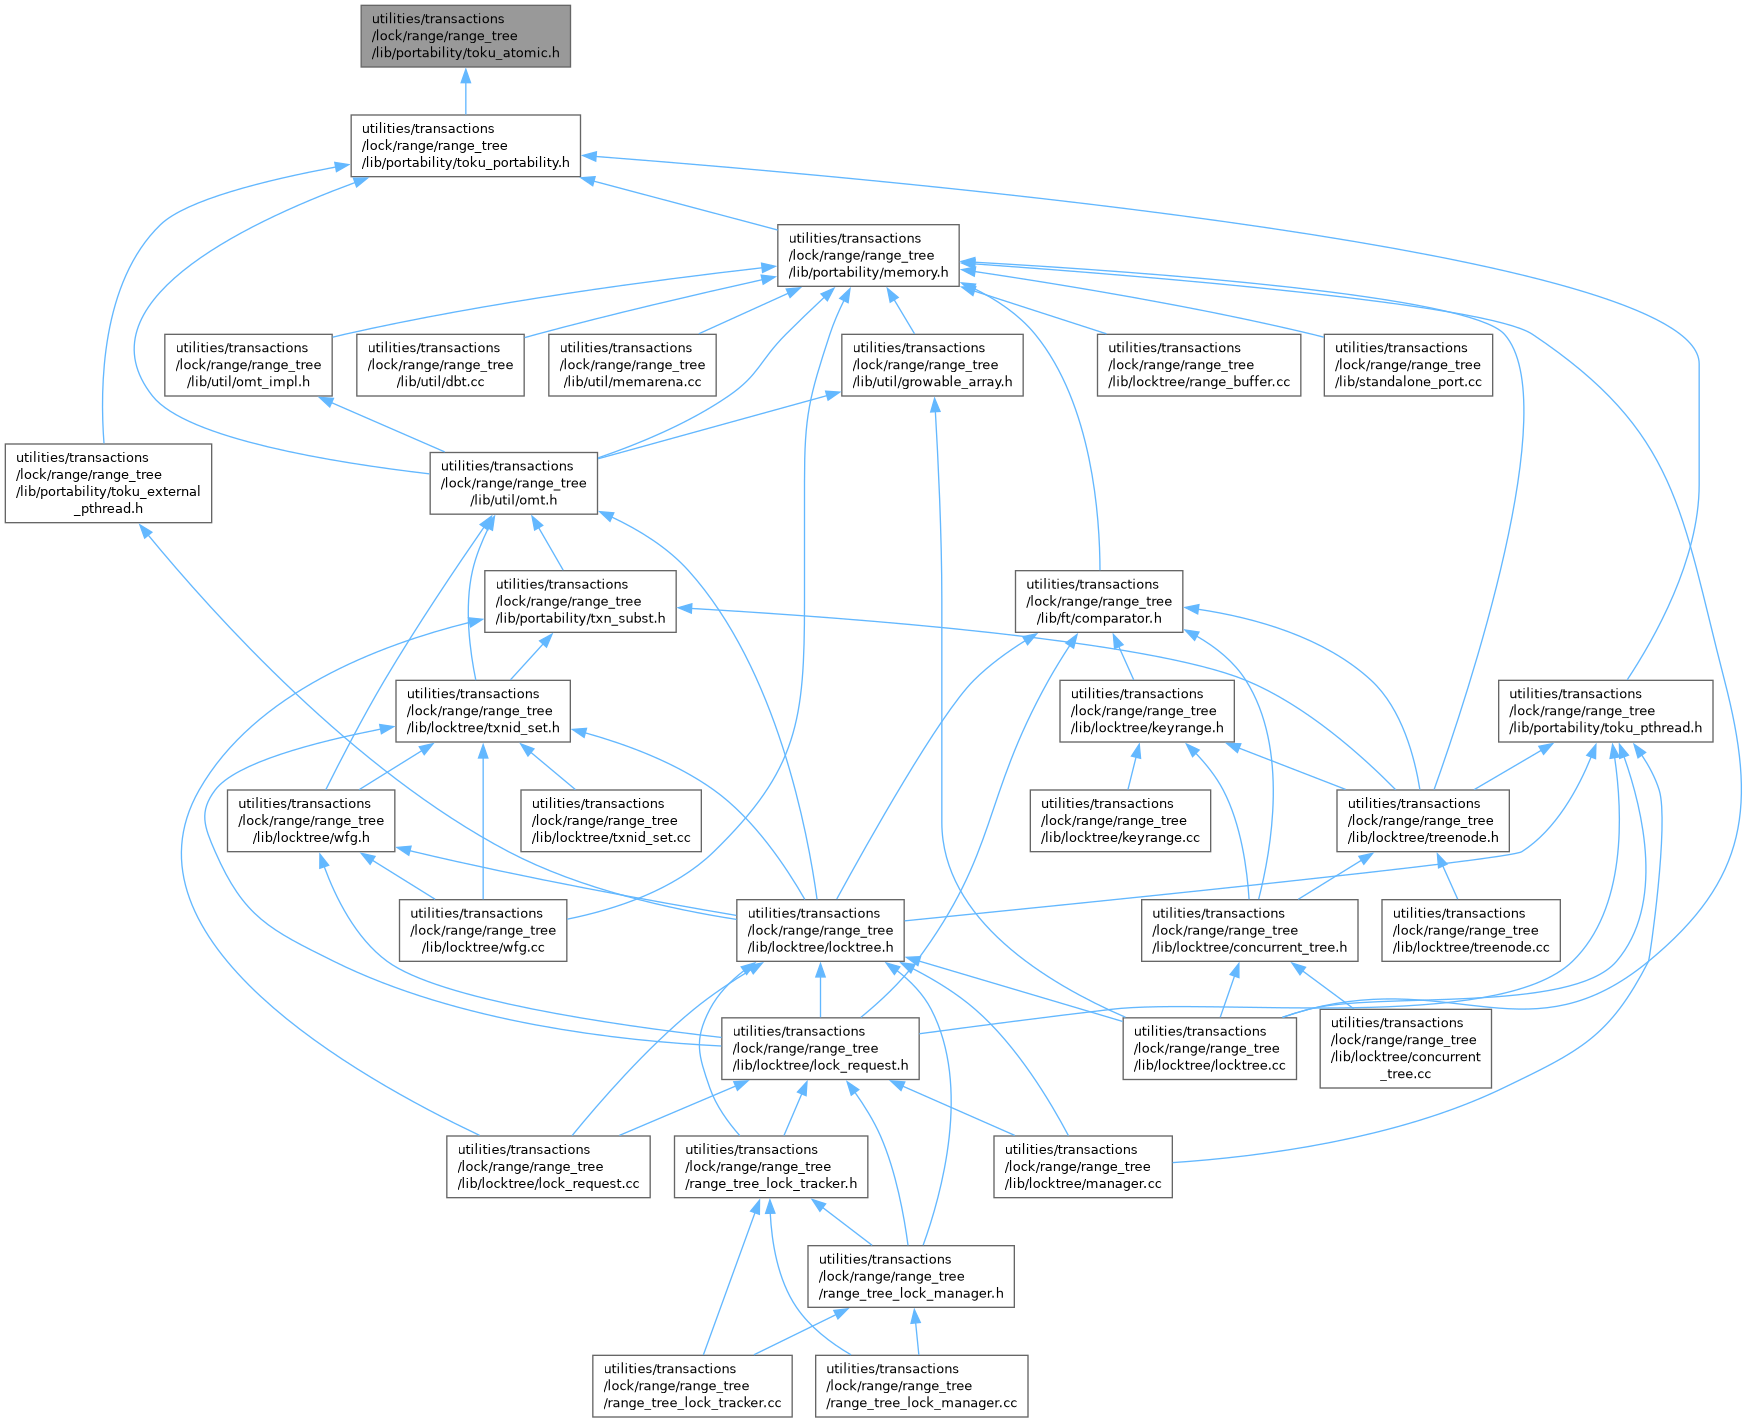 utilities/transactions
/lock/range/range_tree
/lib/portability/toku_atomic.h
utilities/transactions
/lock/range/range_tree
/lib/portability/toku_portability.h
utilities/transactions
/lock/range/range_tree
/lib/portability/memory.h
utilities/transactions
/lock/range/range_tree
/lib/util/omt_impl.h
utilities/transactions
/lock/range/range_tree
/lib/util/dbt.cc
utilities/transactions
/lock/range/range_tree
/lib/util/memarena.cc
utilities/transactions
/lock/range/range_tree
/lib/util/growable_array.h
utilities/transactions
/lock/range/range_tree
/lib/locktree/range_buffer.cc
utilities/transactions
/lock/range/range_tree
/lib/standalone_port.cc
utilities/transactions
/lock/range/range_tree
/lib/portability/toku_external
_pthread.h
utilities/transactions
/lock/range/range_tree
/lib/util/omt.h
utilities/transactions
/lock/range/range_tree
/lib/portability/txn_subst.h
utilities/transactions
/lock/range/range_tree
/lib/ft/comparator.h
utilities/transactions
/lock/range/range_tree
/lib/locktree/txnid_set.h
utilities/transactions
/lock/range/range_tree
/lib/locktree/keyrange.h
utilities/transactions
/lock/range/range_tree
/lib/portability/toku_pthread.h
utilities/transactions
/lock/range/range_tree
/lib/locktree/wfg.h
utilities/transactions
/lock/range/range_tree
/lib/locktree/txnid_set.cc
utilities/transactions
/lock/range/range_tree
/lib/locktree/keyrange.cc
utilities/transactions
/lock/range/range_tree
/lib/locktree/treenode.h
utilities/transactions
/lock/range/range_tree
/lib/locktree/wfg.cc
utilities/transactions
/lock/range/range_tree
/lib/locktree/locktree.h
utilities/transactions
/lock/range/range_tree
/lib/locktree/concurrent_tree.h
utilities/transactions
/lock/range/range_tree
/lib/locktree/treenode.cc
utilities/transactions
/lock/range/range_tree
/lib/locktree/lock_request.h
utilities/transactions
/lock/range/range_tree
/lib/locktree/locktree.cc
utilities/transactions
/lock/range/range_tree
/lib/locktree/concurrent
_tree.cc
utilities/transactions
/lock/range/range_tree
/lib/locktree/lock_request.cc
utilities/transactions
/lock/range/range_tree
/range_tree_lock_tracker.h
utilities/transactions
/lock/range/range_tree
/lib/locktree/manager.cc
utilities/transactions
/lock/range/range_tree
/range_tree_lock_manager.h
utilities/transactions
/lock/range/range_tree
/range_tree_lock_tracker.cc
utilities/transactions
/lock/range/range_tree
/range_tree_lock_manager.cc